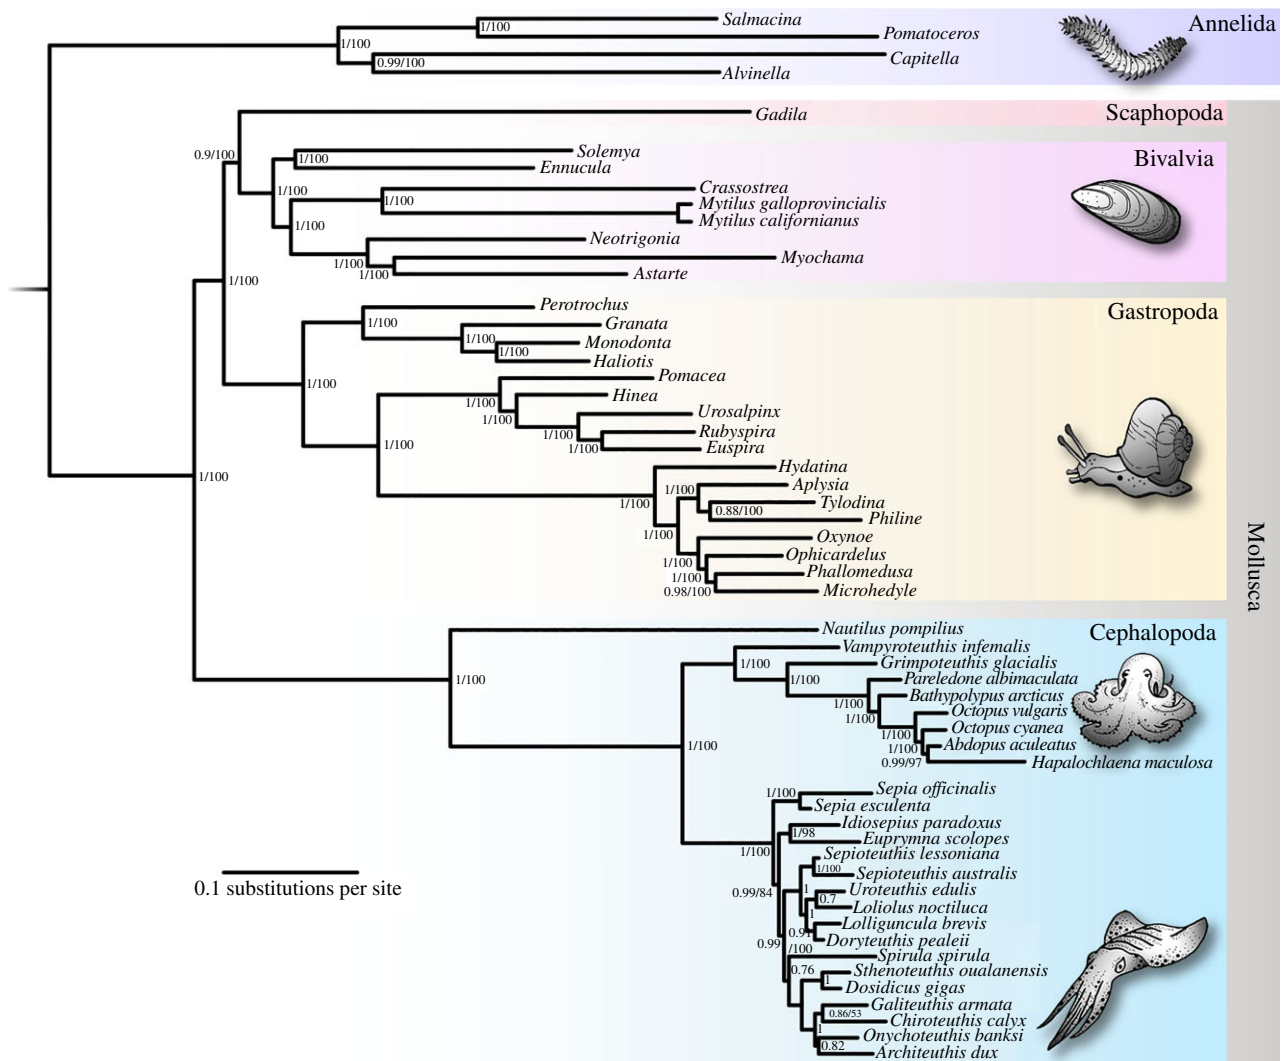 Salmacina
1/100
Pomatoceros
Annelida
1/100
Capitella
0.99/100
Alvinella
Gadila
Scaphopoda
0.9/100
Solemya
1/100
Ennucula
Bivalvia
1/100
Crassostrea
1/100
Mytilus galloprovincialis
Mytilus californianus
1/100
Neotrigonia
1/100
Myochama
1/100
Astarte
1/100
Perotrochus
Gastropoda
1/100
Granata
1/100
Monodonta
1/100
Haliotis
1/100
Pomacea
1/100
Hinea
1/100
Urosalpinx
1/100
Rubyspira
1/100
Euspira
1/100
Hydatina
1/100
Aplysia
1/100
Tylodina
0.88/100
Philine
1/100
Oxynoe
1/100
Ophicardelus
1/100
Phallomedusa
0.98/100
Microhedyle
Mollusca
1/100
Nautilus pompilius
Cephalopoda
1/100
Vampyroteuthis infernalis
1/100
Grimpoteuthis glacialis
1/100
Pareledone albimaculata
1/100
Bathypolypus arcticus
1/100
Octopus vulgaris
1/100
Octopus cyanea
1/100
Abdopus aculeatus
0.99/97
Hapalochlaena maculosa
1/100
Sepia officinalis
1/100
Sepia esculenta
Idiosepius paradoxus
1/98
Euprymna scolopes
1/100
Sepioteuthis lessoniana
1/100
Sepioteuthis australis
0.99/84
1
Uroteuthis edulis
0.7
Loliolus noctiluca
1
Lolliguncula brevis
0.91
Doryteuthis pealeii
0.99
/100
Spirula spirula
0.76
Sthenoteuthis oualanensis
1
Dosidicus gigas
Galiteuthis armata
0.86/53
Chiroteuthis calyx
1
Onychoteuthis banksi
0.82
Architeuthis dux
0.1 substitutions per site